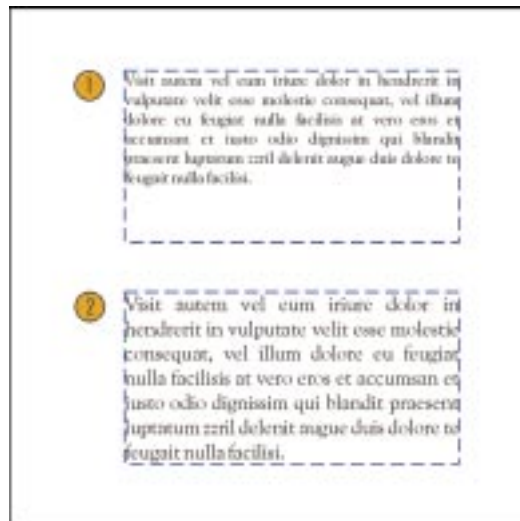 1
Visit autem vel eum iriure dolor in hendrerit in
vulputate velit esse molestie consequat, vel illum
dolore eu feugiat nulla facilisis at vero eros et
accumsan et iusto odio dignissim qui blandit
praesent luptatum zzril delenit augue duis dolore te
feugait nulla facilisi.
2
Visit autem vel eum iriure dolor in
hendrerit in vulputate velit esse molestie
consequat, vel illum dolore eu feugiat
nulla facilisis at vero eros et accumsan et
iusto odio dignissim qui blandit praesent
luptatum zzril delenit augue duis dolore te
feugait nulla facilisi.